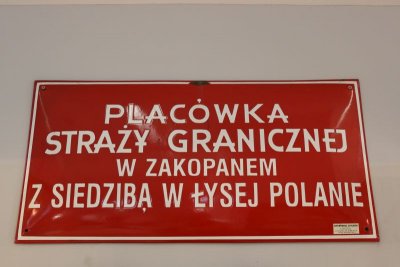 PLACÓWKA
STRAŻY GRANICZNEJ
W ZAKOPANEM
Z SIEDZIBĄ W ŁYSEJ POLANIE